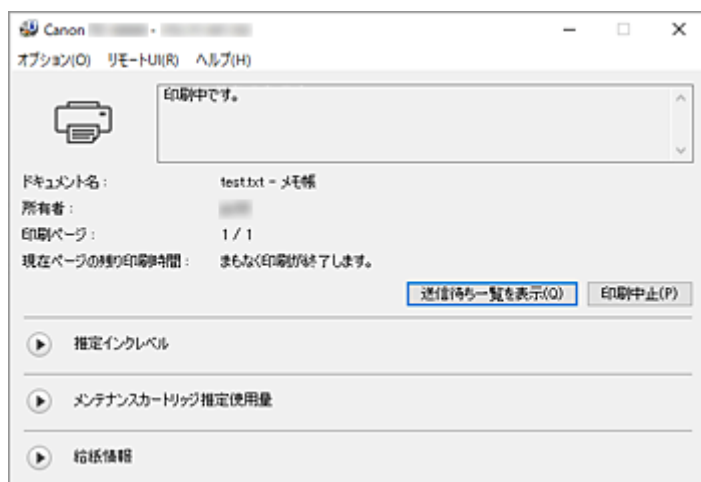 Canon -
オプション(O) リモートUI(R) ヘルプ(H)
印刷中です。
ドキュメント名 : test.txt - メモ帳
所有者 :
印刷ページ : 1 / 1
現在ページの残り印刷時間 : まもなく印刷が終了します。
送信待ち一覧を表示(Q) 印刷中止(P)
推定インクレベル
メンテナンスカートリッジ推定使用量
給紙情報